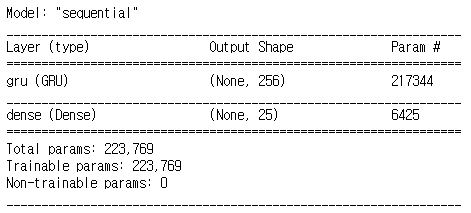 Model: "sequential"
_________________________________________________________________
Layer (type) Output Shape Param #
=================================================================
gru (GRU) (None, 256) 217344
_________________________________________________________________
dense (Dense) (None, 25) 6425
=================================================================
Total params: 223,769
Trainable params: 223,769
Non-trainable params: 0
_________________________________________________________________